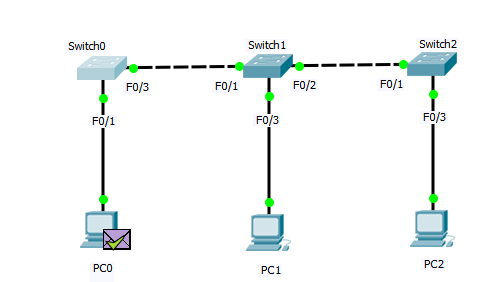 Switch0
Switch1
Switch2
F0/3
F0/1
F0/2
F0/1
F0/1
F0/3
F0/3
PC0
PC1
PC2